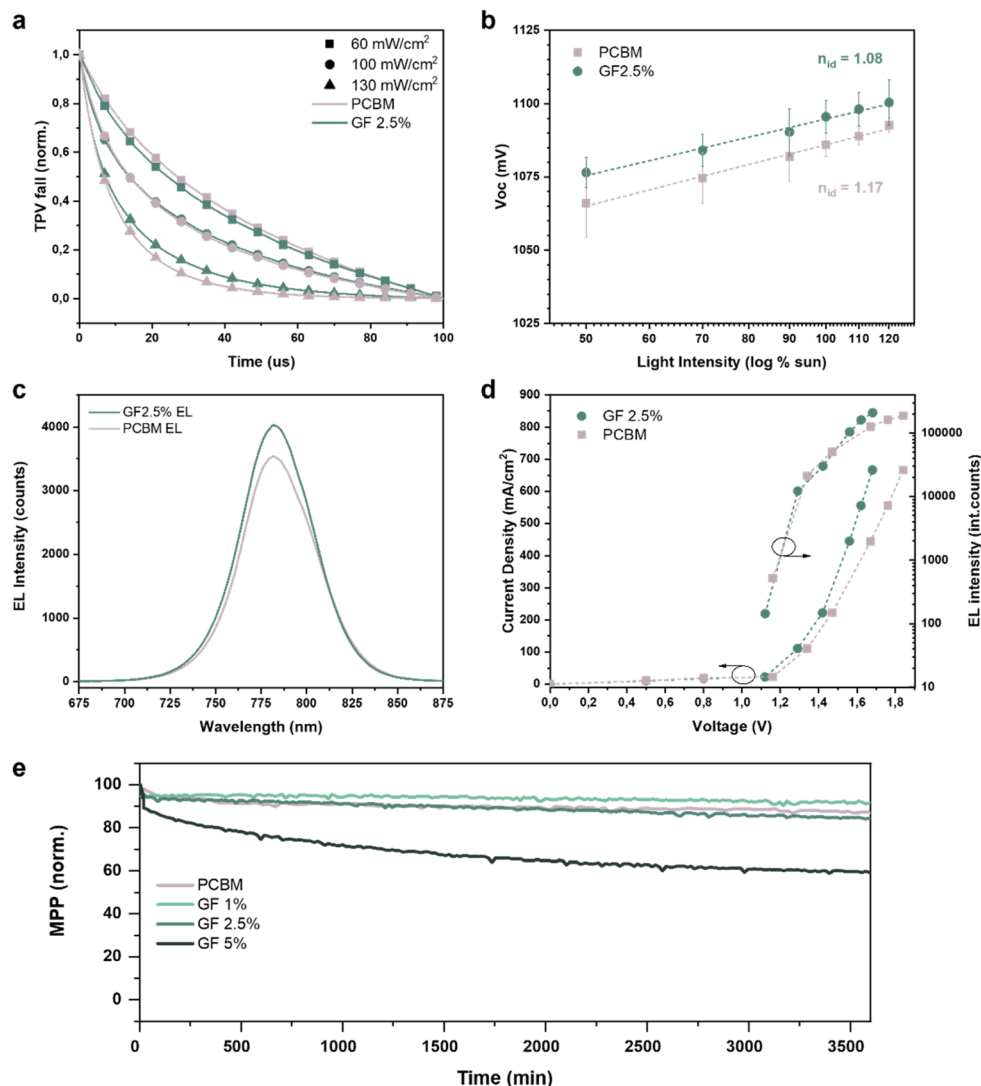 a
TPV fall (norm.)
1,0
0,8
0,6
0,4
0,2
0,0
20
40
60
80
100
Time (us)
60 mW/cm²
100 mW/cm²
130 mW/cm²
PCBM
GF 2.5%
b
Voc (mV)
1125
1100
1075
1050
1025
50
60
70
80
90
100
110
120
Light Intensity (log % sun)
PCBM
GF2.5%
n_id = 1.08
n_id = 1.17
c
EL Intensity (counts)
4000
3000
2000
1000
0
675
700
725
750
775
800
825
850
875
Wavelength (nm)
GF2.5% EL
PCBM EL
d
Current Density (mA/cm²)
900
800
700
600
500
400
300
200
100
0
0,0
0,2
0,4
0,6
0,8
1,0
1,2
1,4
1,6
1,8
Voltage (V)
GF 2.5%
PCBM
100000
10000
1000
100
10
EL intensity (int.counts)
e
MPP (norm.)
100
80
60
40
20
0
0
500
1000
1500
2000
2500
3000
3500
Time (min)
PCBM
GF 1%
GF 2.5%
GF 5%